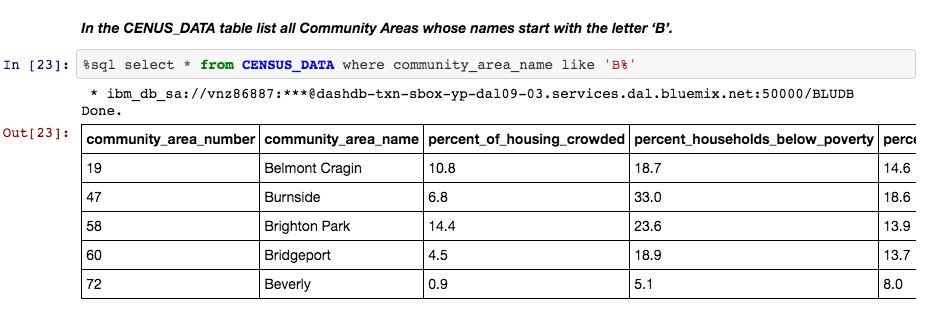 In the CENUS_DATA table list all Community Areas whose names start with the letter ‘B’.
In [23]: %sql select * from CENSUS_DATA where community_area_name like 'B%'
* ibm_db_sa://vnz86887:***@dashdb-txn-sbox-yp-dal09-03.services.dal.bluemix.net:50000/BLUDB
Done.
Out[23]: community_area_number community_area_name percent_of_housing_crowded percent_households_below_poverty perce
19 Belmont Cragin 10.8 18.7 14.6
47 Burnside 6.8 33.0 18.6
58 Brighton Park 14.4 23.6 13.9
60 Bridgeport 4.5 18.9 13.7
72 Beverly 0.9 5.1 8.0